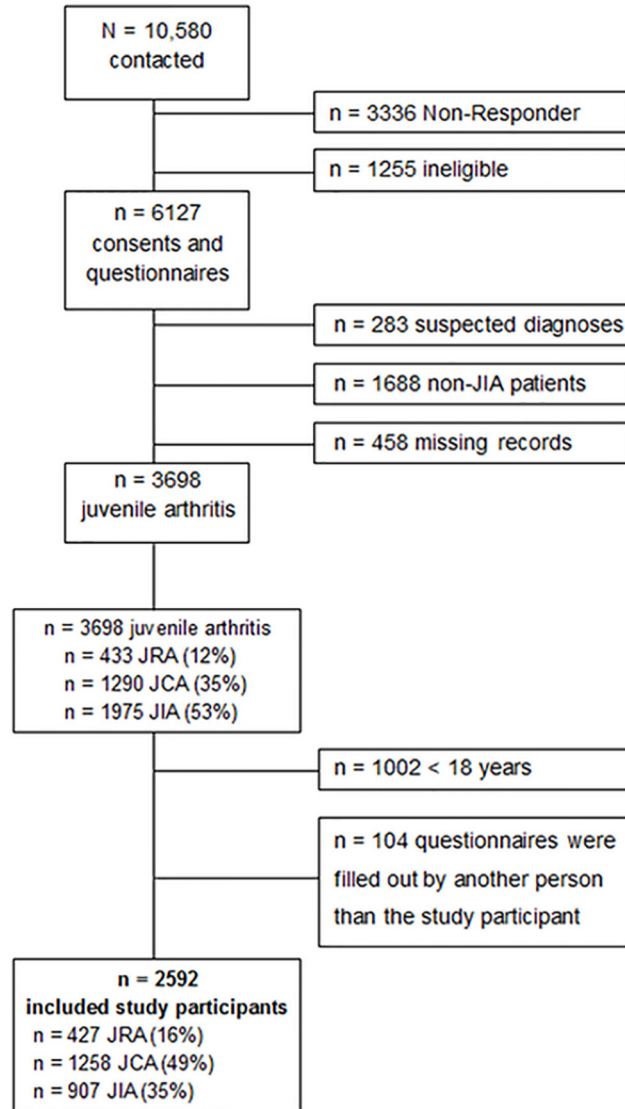 N = 10,580
contacted
n = 3336 Non-Responder
n = 1255 ineligible
n = 6127
consents and
questionnaires
n = 283 suspected diagnoses
n = 1688 non-JIA patients
n = 458 missing records
n = 3698
juvenile arthritis
n = 3698 juvenile arthritis
n = 433 JRA (12%)
n = 1290 JCA (35%)
n = 1975 JIA (53%)
n = 1002 < 18 years
n = 104 questionnaires were
filled out by another person
than the study participant
n = 2592
included study participants
n = 427 JRA (16%)
n = 1258 JCA (49%)
n = 907 JIA (35%)